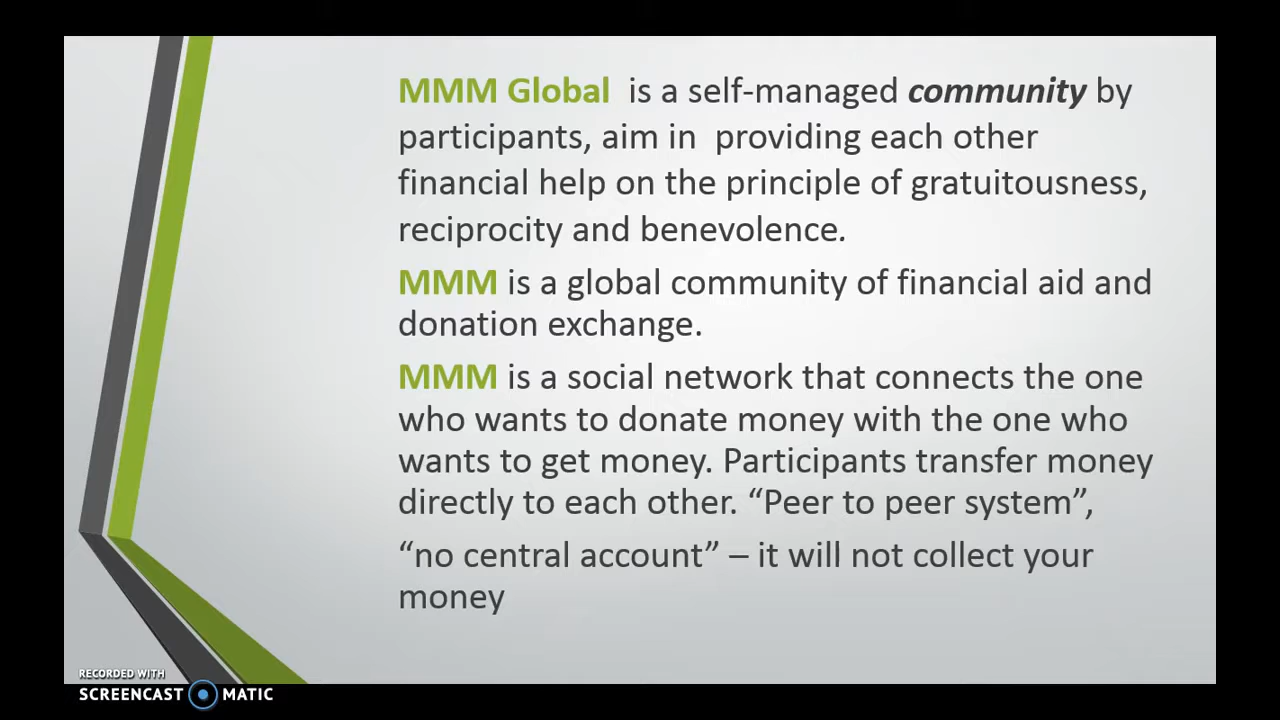 MMM Global is a self-managed community by
participants, aim in providing each other
financial help on the principle of gratuitousness,
reciprocity and benevolence.
MMM is a global community of financial aid and
donation exchange.
MMM is a social network that connects the one
who wants to donate money with the one who
wants to get money. Participants transfer money
directly to each other. “Peer to peer system”,
“no central account” – it will not collect your
money
RECORDED WITH
SCREENCAST MATIC